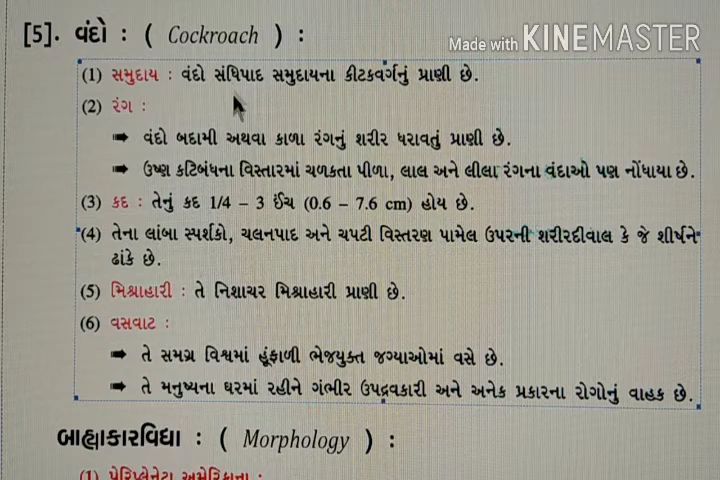 [5]. વંદો : ( Cockroach ) :
Made with KINEMASTER
(1) સમુદાય : વંદો સંધિપાદ સમુદાયના કીટકવર્ગનું પ્રાણી છે.
(2) રંગ :
➡ વંદો બદામી અથવા કાળા રંગનું શરીર ધરાવતું પ્રાણી છે.
➡ ઉષ્ણ કટિબંધના વિસ્તારમાં ચળકતા પીળા, લાલ અને લીલા રંગના વંદાઓ પણ નોંધાયા છે.
(3) કદ : તેનું કદ 1/4 – 3 ઈંચ (0.6 – 7.6 cm) હોય છે.
(4) તેના લાંબા સ્પર્શકો, ચલનપાદ અને ચપટી વિસ્તરણ પામેલ ઉપરની શરીરદીવાલ કે જે શીર્ષને
ઢાંકે છે.
(5) મિશ્રાહારી : તે નિશાચર મિશ્રાહારી પ્રાણી છે.
(6) વસવાટ :
➡ તે સમગ્ર વિશ્વમાં હૂંફાળી ભેજયુક્ત જગ્યાઓમાં વસે છે.
➡ તે મનુષ્યના ઘરમાં રહીને ગંભીર ઉપદ્રવકારી અને અનેક પ્રકારના રોગોનું વાહક છે.
બાહ્યાકારવિદ્યા : ( Morphology ) :
(1) પેરિપ્લેનેટા અમેરિકાના :